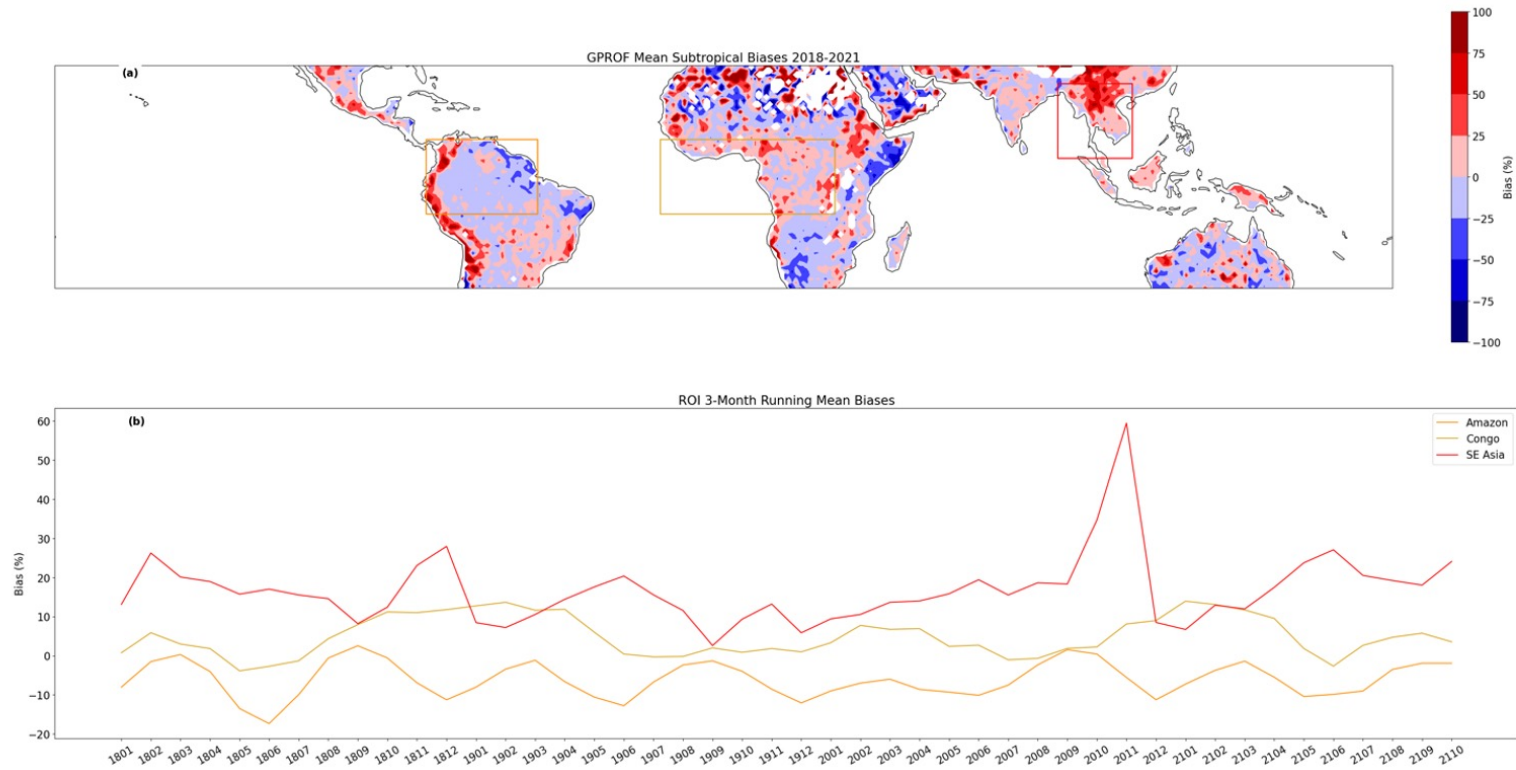 GPROF Mean Subtropical Biases 2018-2021
(a)
100
75
50
25
0
−25
−50
−75
−100
Bias (%)
ROI 3-Month Running Mean Biases
(b)
Amazon
Congo
SE Asia
60
50
40
30
20
10
0
−10
−20
Bias (%)
1801 1802 1803 1804 1805 1806 1807 1808 1809 1810 1811 1812 1901 1902 1903 1904 1905 1906 1907 1908 1909 1910 1911 1912 2001 2002 2003 2004 2005 2006 2007 2008 2009 2010 2011 2012 2101 2102 2103 2104 2105 2106 2107 2108 2109 2110